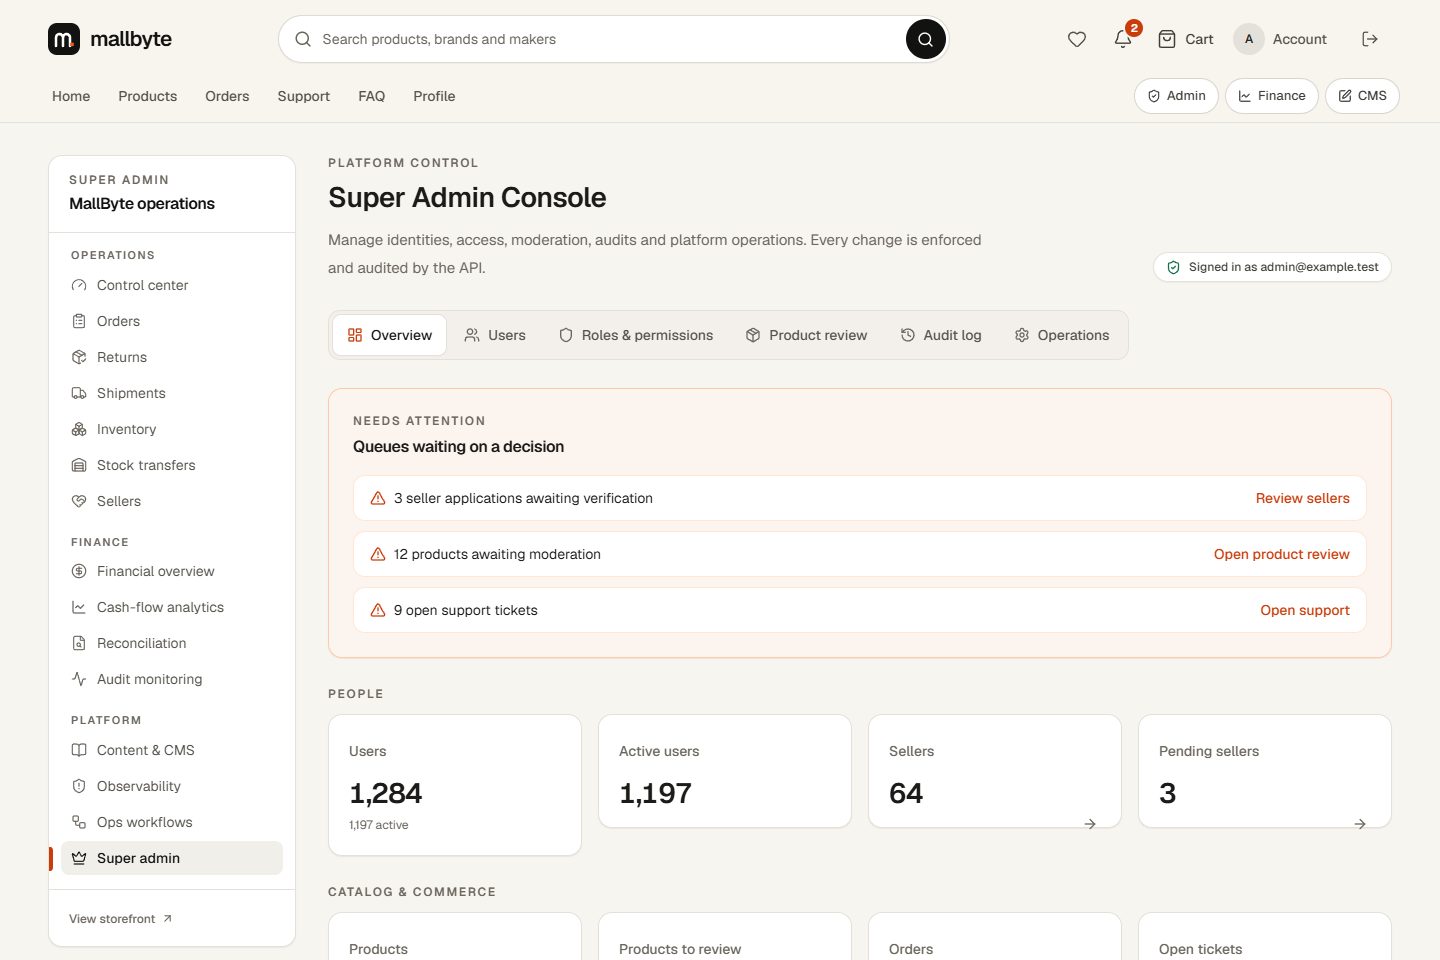 mallbyte
Search products, brands and makers
2
Cart
A
Account
Home
Products
Orders
Support
FAQ
Profile
Admin
Finance
CMS
SUPER ADMIN
MallByte operations
OPERATIONS
Control center
Orders
Returns
Shipments
Inventory
Stock transfers
Sellers
FINANCE
Financial overview
Cash-flow analytics
Reconciliation
Audit monitoring
PLATFORM
Content & CMS
Observability
Ops workflows
Super admin
View storefront
PLATFORM CONTROL
Super Admin Console
Manage identities, access, moderation, audits and platform operations. Every change is enforced
and audited by the API.
Signed in as admin@example.test
Overview
Users
Roles & permissions
Product review
Audit log
Operations
NEEDS ATTENTION
Queues waiting on a decision
3 seller applications awaiting verification
Review sellers
12 products awaiting moderation
Open product review
9 open support tickets
Open support
PEOPLE
Users
1,284
1,197 active
Active users
1,197
Sellers
64
Pending sellers
3
CATALOG & COMMERCE
Products
Products to review
Orders
Open tickets